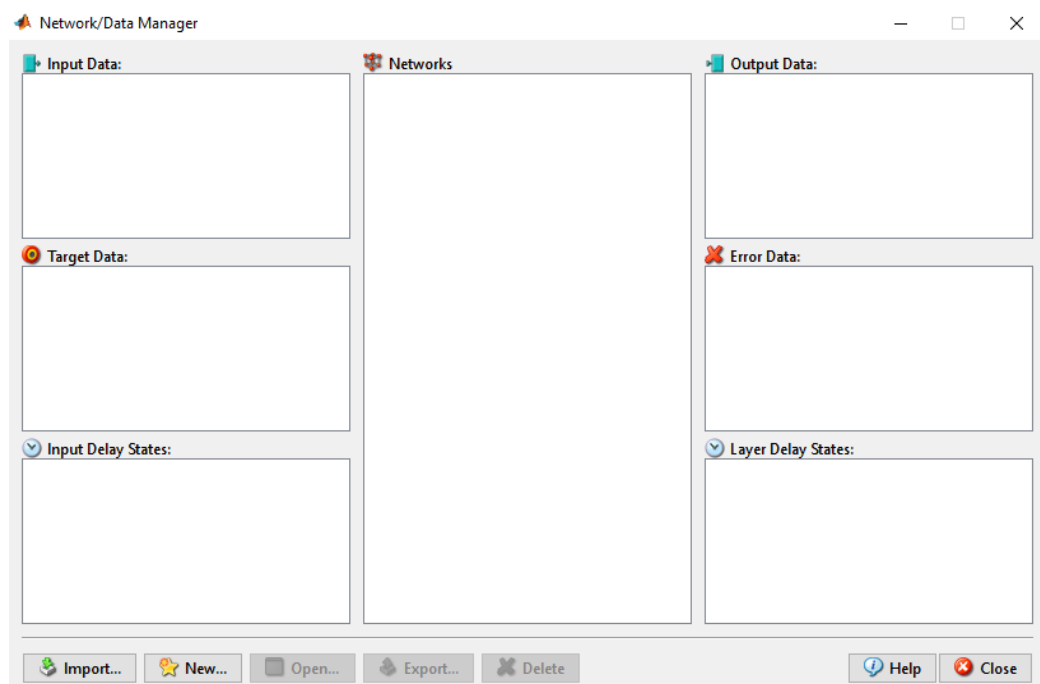 Network/Data Manager
Input Data:
Networks
Output Data:
Target Data:
Error Data:
Input Delay States:
Layer Delay States:
Import...
New...
Open...
Export...
Delete
Help
Close